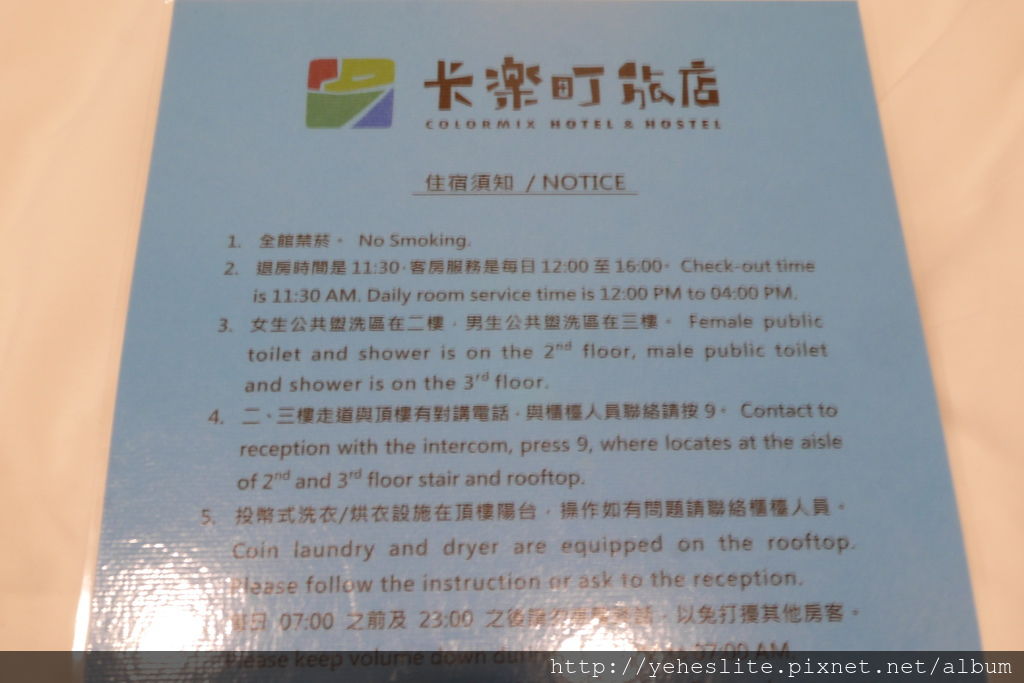 卡樂町旅店
COLORMIX HOTEL & HOSTEL
住宿須知 / NOTICE
1. 全館禁菸。 No Smoking.
2. 退房時間是 11:30，客房服務是每日 12:00 至 16:00。 Check-out time
is 11:30 AM. Daily room service time is 12:00 PM to 04:00 PM.
3. 女生公共盥洗區在二樓，男生公共盥洗區在三樓。 Female public
toilet and shower is on the 2nd floor, male public toilet
and shower is on the 3rd floor.
4. 二、三樓走道與頂樓有對講電話，與櫃檯人員聯絡請按 9。 Contact to
reception with the intercom, press 9, where locates at the aisle
of 2nd and 3rd floor stair and rooftop.
5. 投幣式洗衣/烘衣設施在頂樓陽台，操作如有問題請聯絡櫃檯人員。
Coin laundry and dryer are equipped on the rooftop.
Please follow the instruction or ask to the reception.
每日 07:00 之前及 23:00 之後請勿，以免打擾其他房客。
Please keep volume down 07:00 AM
http://yeheslite.pixnet.net/album